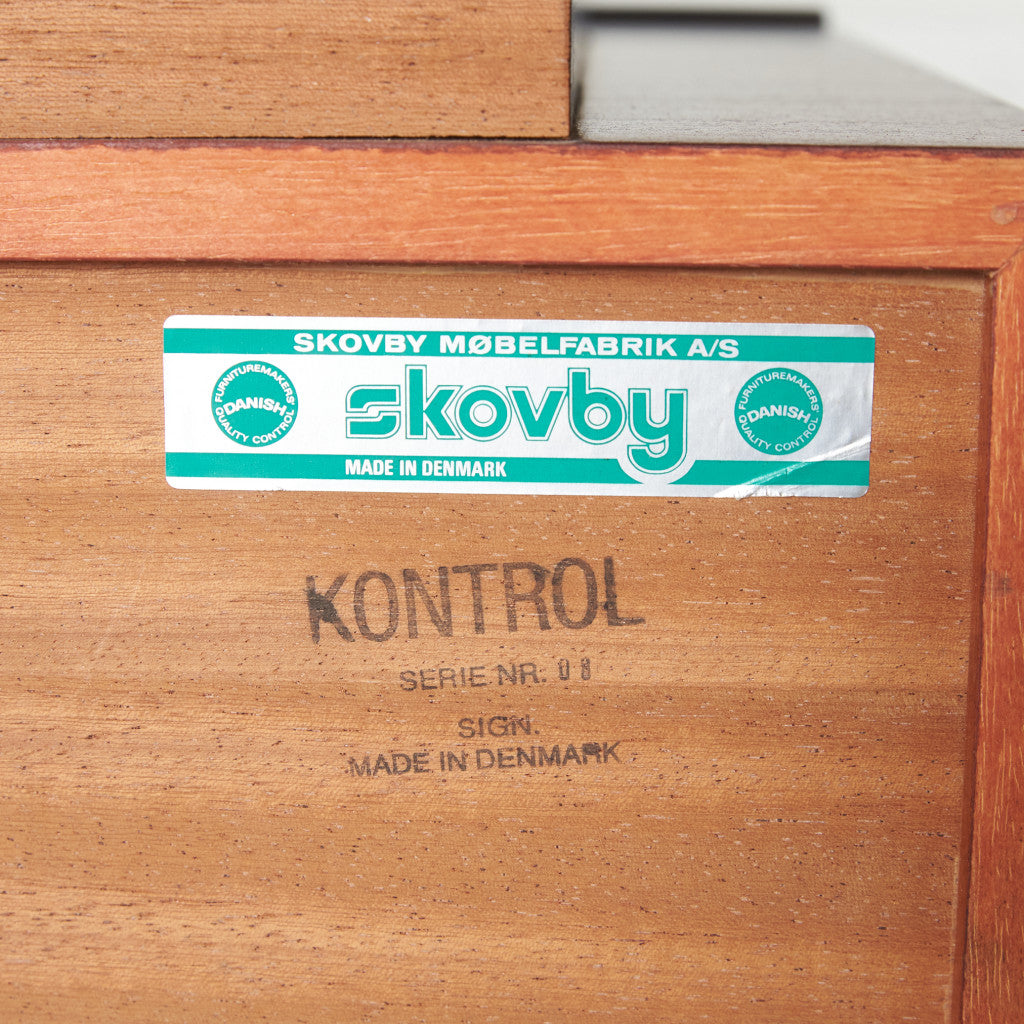 SKOVBY MØBELFABRIK A/S
FURNITUREMAKERS'
DANISH
QUALITY CONTROL
skovby
FURNITUREMAKERS'
DANISH
QUALITY CONTROL
MADE IN DENMARK
KONTROL
SERIE NR.
SIGN.
MADE IN DENMARK